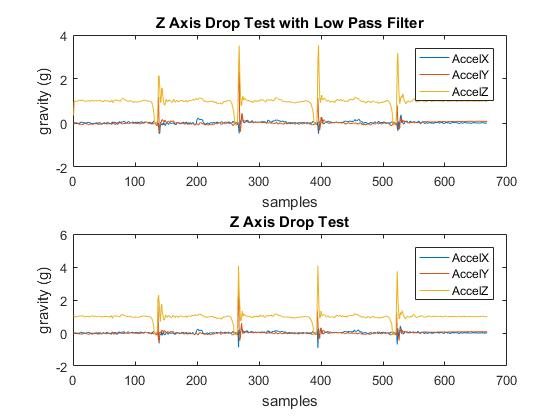 Z Axis Drop Test with Low Pass Filter
4
2
0
-2
gravity (g)
AccelX
AccelY
AccelZ
0 100 200 300 400 500 600 700
samples
Z Axis Drop Test
6
4
2
0
-2
gravity (g)
AccelX
AccelY
AccelZ
0 100 200 300 400 500 600 700
samples